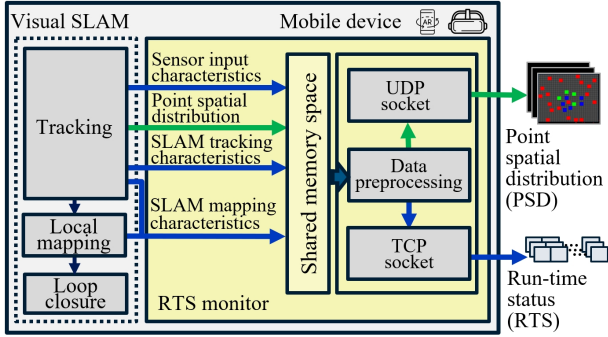 Visual SLAM
Mobile device
AR
Tracking
Local
mapping
Loop
closure
Sensor input
characteristics
Point spatial
distribution
SLAM tracking
characteristics
SLAM mapping
characteristics
RTS monitor
Shared memory space
UDP
socket
Data
preprocessing
TCP
socket
Point
spatial
distribution
(PSD)
Run-time
status
(RTS)